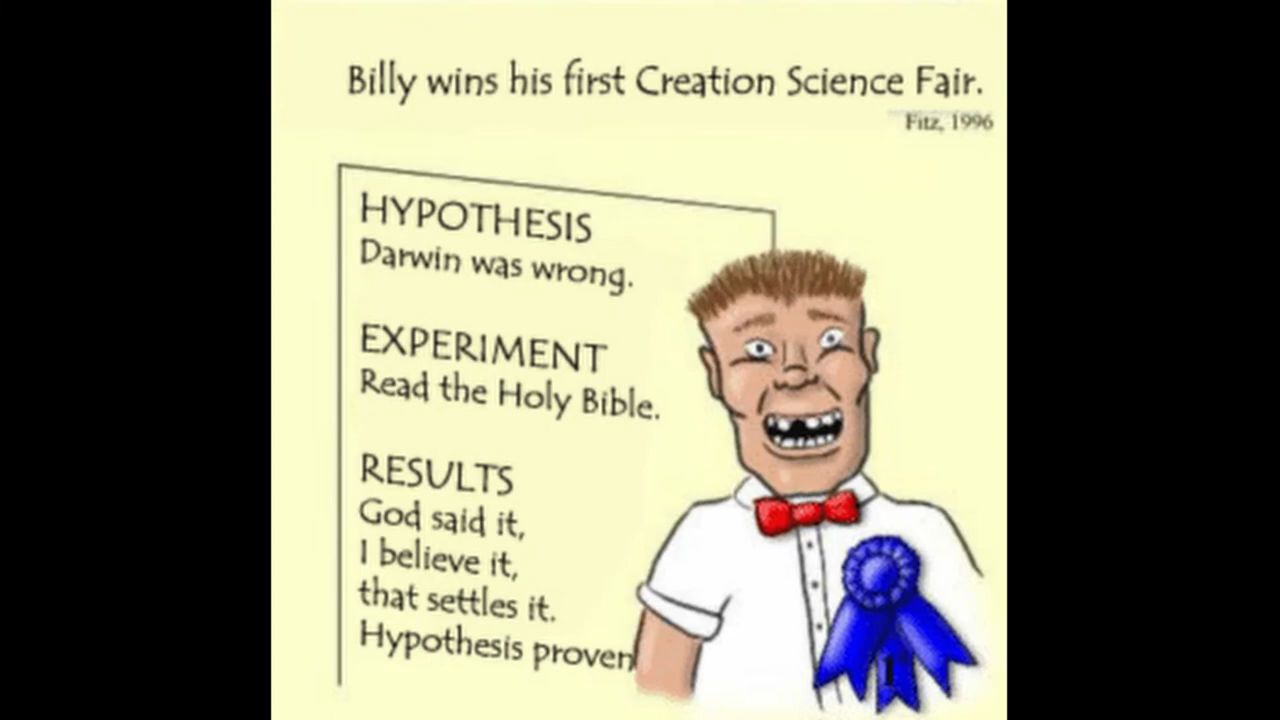 Billy wins his first Creation Science Fair.
Fitz, 1996
HYPOTHESIS
Darwin was wrong.
EXPERIMENT
Read the Holy Bible.
RESULTS
God said it,
I believe it,
that settles it.
Hypothesis proven
1